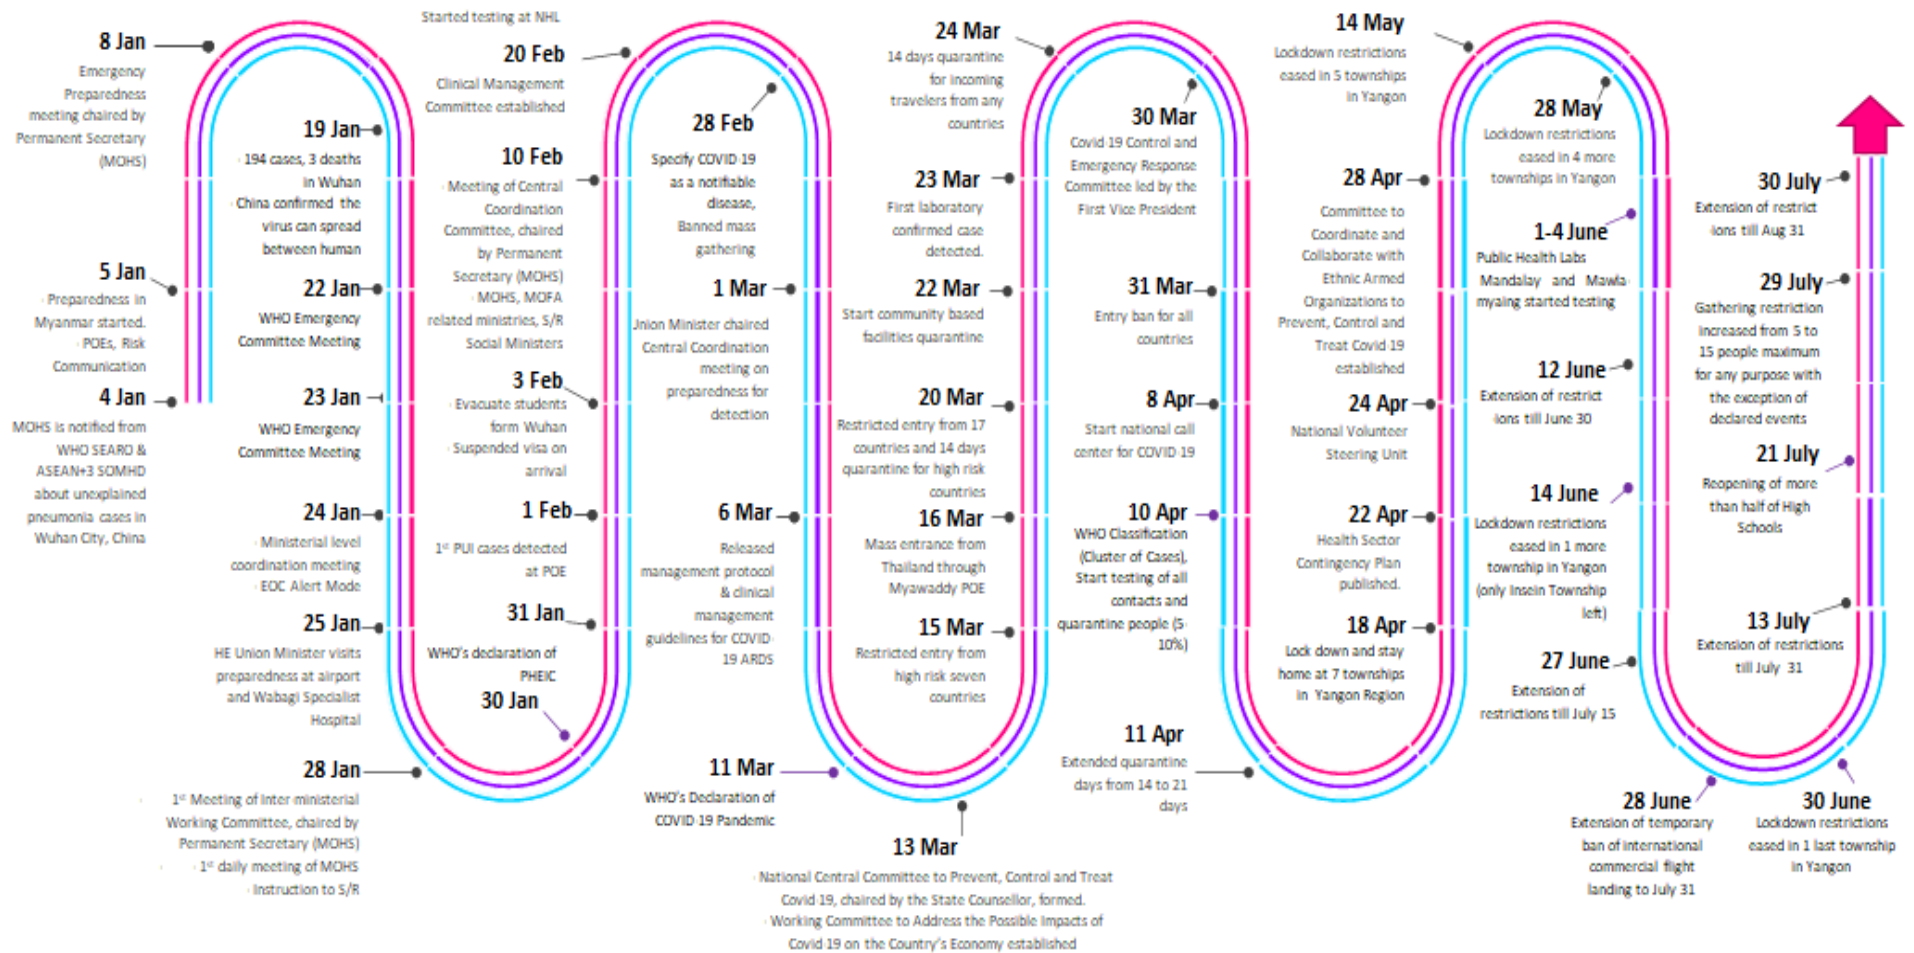 8 Jan
Emergency
Preparedness
meeting chaired by
Permanent Secretary
(MOHS)
5 Jan
· Preparedness in
Myanmar started.
· POEs, Risk
Communication
4 Jan
MOHS is notified from
WHO SEARO &
ASEAN+3 SOMHD
about unexplained
pneumonia cases in
Wuhan City, China
19 Jan
· 194 cases, 3 deaths
in Wuhan
· China confirmed the
virus can spread
between human
22 Jan
WHO Emergency
Committee Meeting
23 Jan
WHO Emergency
Committee Meeting
24 Jan
· Ministerial level
coordination meeting
· EOC Alert Mode
25 Jan
HE Union Minister visits
preparedness at airport
and Wabagi Specialist
Hospital
28 Jan
· 1st Meeting of Inter ministerial
Working Committee, chaired by
Permanent Secretary (MOHS)
· 1st daily meeting of MOHS
· Instruction to S/R
Started testing at NHL
20 Feb
Clinical Management
Committee established
10 Feb
· Meeting of Central
Coordination
Committee, chaired
by Permanent
Secretary (MOHS)
· MOHS, MOFA
related ministries, S/R
Social Ministers
3 Feb
· Evacuate students
form Wuhan
· Suspended visa on
arrival
1 Feb
1st PUI cases detected
at POE
31 Jan
WHO's declaration of
PHEIC
30 Jan
28 Feb
Specify COVID 19
as a notifiable
disease,
Banned mass
gathering
1 Mar
Union Minister chaired
Central Coordination
meeting on
preparedness for
detection
6 Mar
Released
management protocol
& clinical
management
guidelines for COVID
19 ARDS
11 Mar
WHO's Declaration of
COVID 19 Pandemic
13 Mar
· National Central Committee to Prevent, Control and Treat
Covid 19, chaired by the State Counsellor, formed.
· Working Committee to Address the Possible Impacts of
Covid 19 on the Country's Economy established
24 Mar
14 days quarantine
for incoming
travelers from any
countries
23 Mar
First laboratory
confirmed case
detected.
22 Mar
Start community based
facilities quarantine
20 Mar
Restricted entry from 17
countries and 14 days
quarantine for high risk
countries
16 Mar
Mass entrance from
Thailand through
Myawaddy POE
15 Mar
Restricted entry from
high risk seven
countries
30 Mar
Covid 19 Control and
Emergency Response
Committee led by the
First Vice President
31 Mar
Entry ban for all
countries
8 Apr
Start national call
center for COVID 19
10 Apr
WHO Classification
(Cluster of Cases),
Start testing of all
contacts and
quarantine people (5
10%)
11 Apr
Extended quarantine
days from 14 to 21
days
14 May
Lockdown restrictions
eased in 5 townships
in Yangon
28 Apr
Committee to
Coordinate and
Collaborate with
Ethnic Armed
Organizations to
Prevent, Control and
Treat Covid 19
established
24 Apr
National Volunteer
Steering Unit
22 Apr
Health Sector
Contingency Plan
published.
18 Apr
Lock down and stay
home at 7 townships
in Yangon Region
28 May
Lockdown restrictions
eased in 4 more
townships in Yangon
1-4 June
Public Health Labs
Mandalay and Mawla
myaing started testing
12 June
Extension of restrict
ions till June 30
14 June
Lockdown restrictions
eased in 1 more
township in Yangon
(only Insein Township
left)
27 June
Extension of
restrictions till July 15
28 June
Extension of temporary
ban of international
commercial flight
landing to July 31
30 June
Lockdown restrictions
eased in 1 last township
in Yangon
30 July
Extension of restrict
ions till Aug 31
29 July
Gathering restriction
increased from 5 to
15 people maximum
for any purpose with
the exception of
declared events
21 July
Reopening of more
than half of High
Schools
13 July
Extension of restrictions
till July 31